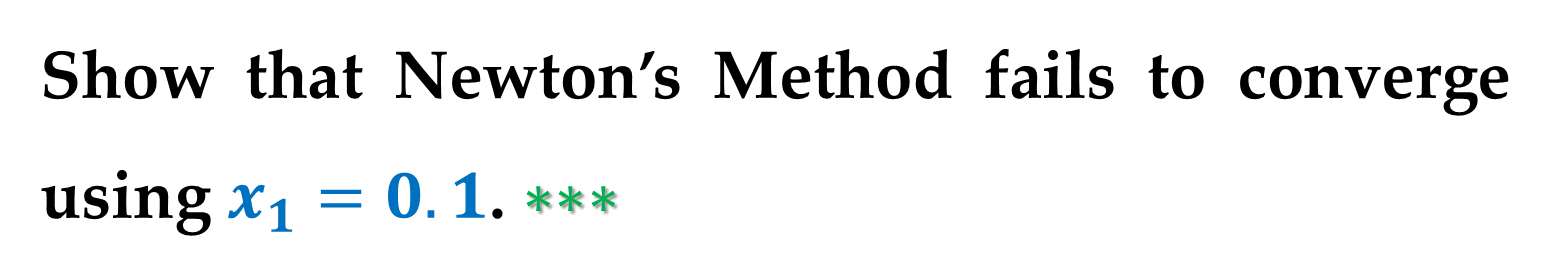 Show that Newton’s Method fails to converge
using x₁ = 0.1. ***